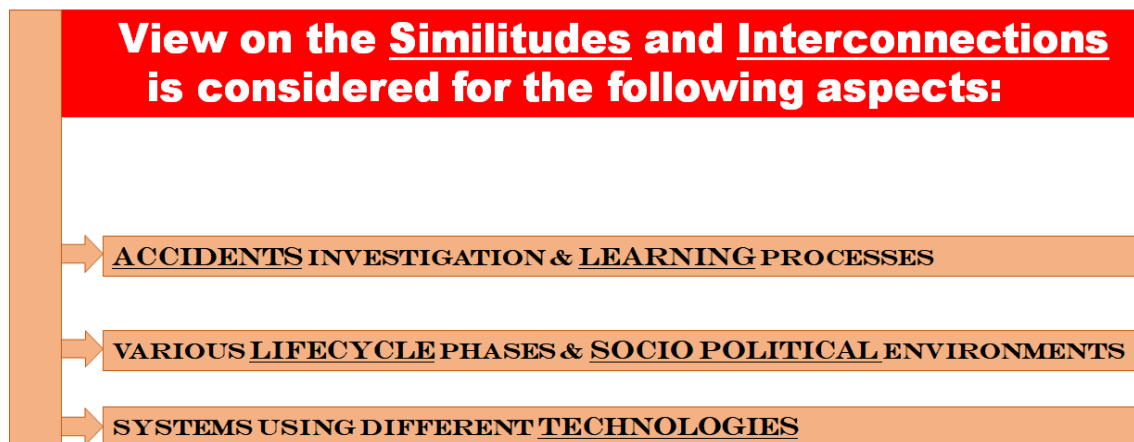 View on the Similitudes and Interconnections
is considered for the following aspects:
ACCIDENTS INVESTIGATION & LEARNING PROCESSES
VARIOUS LIFECYCLE PHASES & SOCIO POLITICAL ENVIRONMENTS
SYSTEMS USING DIFFERENT TECHNOLOGIES